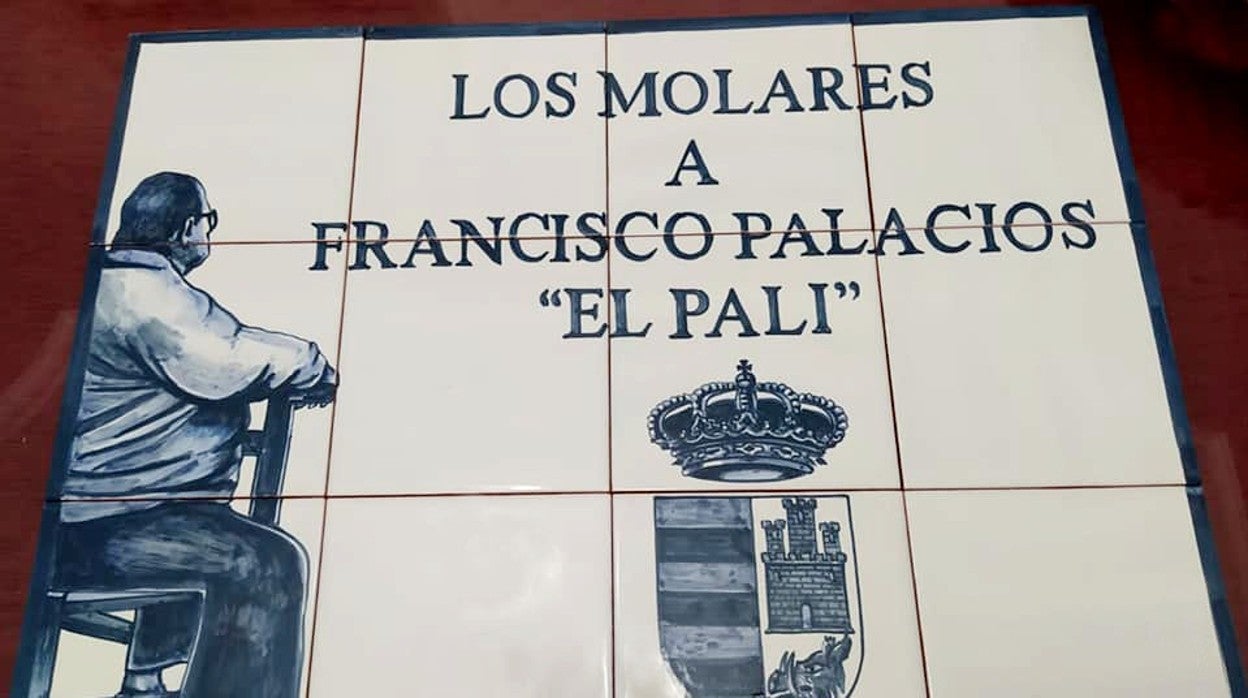 LOS MOLARES
A
FRANCISCO PALACIOS
“EL PALI”